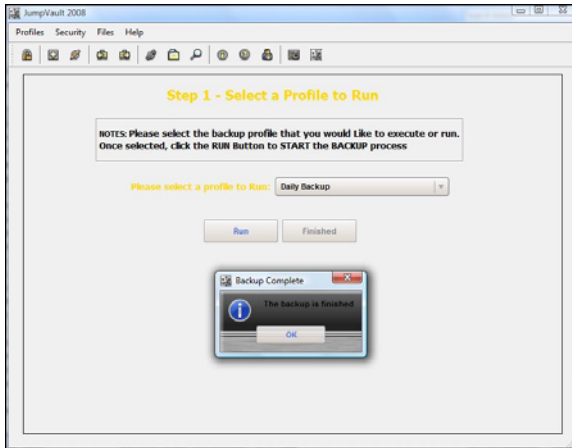 JumpVault 2008
Profiles Security Files Help
Step 1 - Select a Profile to Run
NOTES: Please select the backup profile that you would Like to execute or run.
Once selected, click the RUN Button to START the BACKUP process
Please select a profile to Run: Daily Backup
Run Finished
Backup Complete
The backup is finished
OK